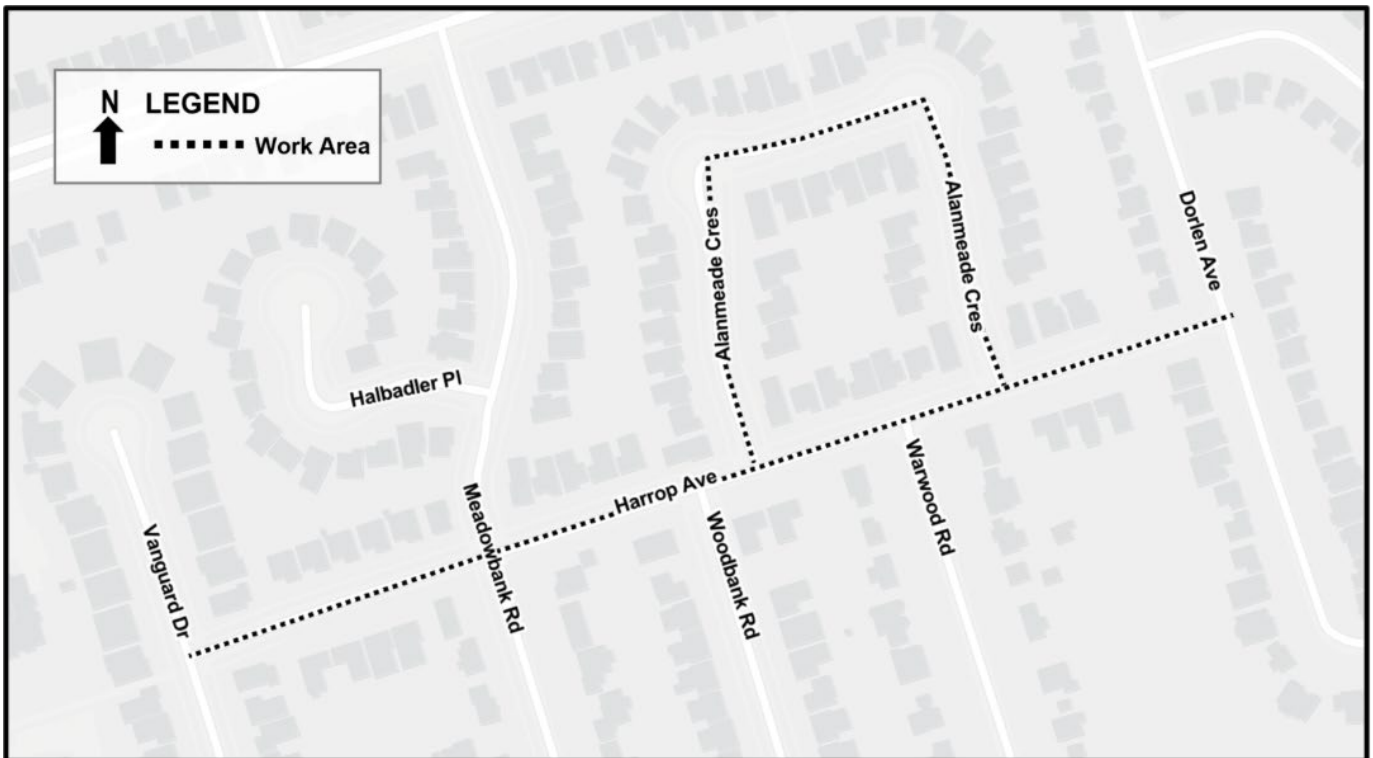 N LEGEND
Work Area
Alanmeade Cres
Alanmeade Cres
Dorlen Ave
Halbadler Pl
Harrop Ave
Meadowbank Rd
Woodbank Rd
Warwood Rd
Vanguard Dr